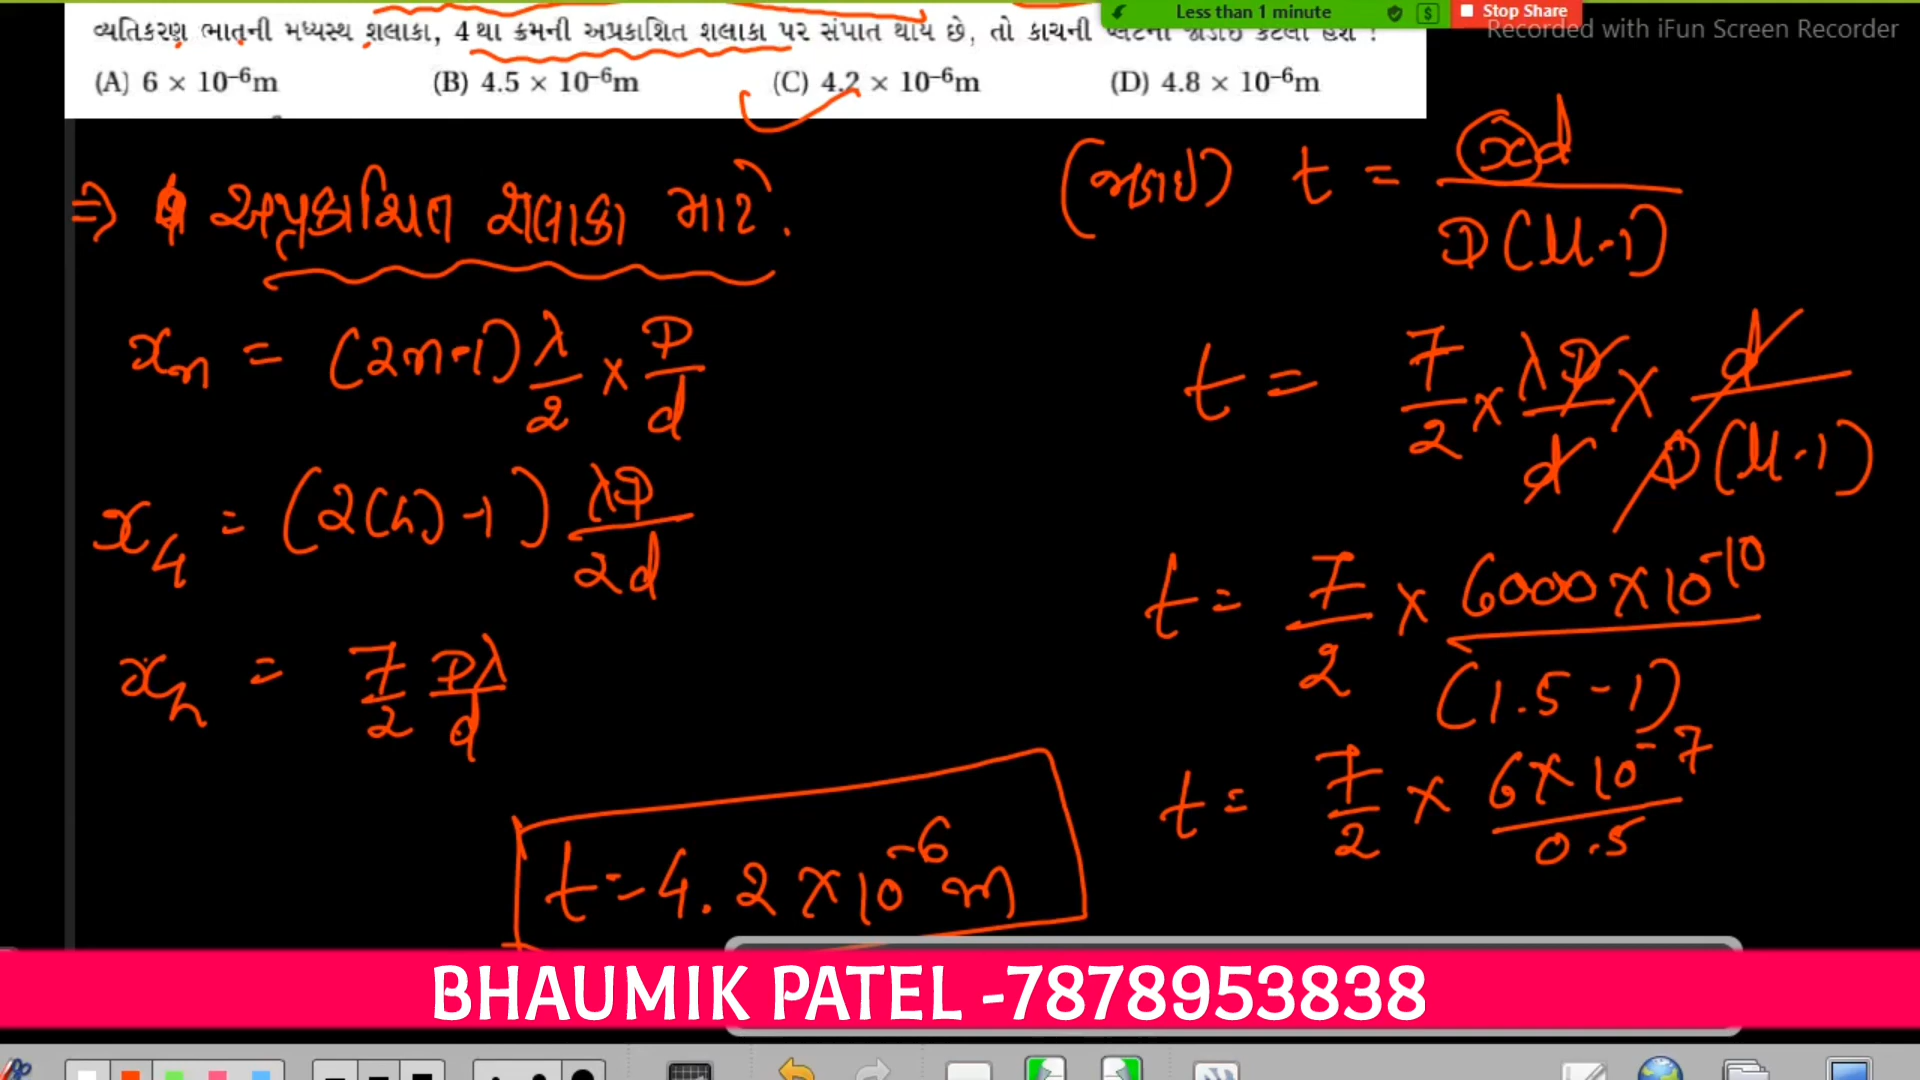 Less than 1 minute
Stop Share
Recorded with iFun Screen Recorder
વ્યતિકરણ ભાતની મધ્યસ્થ શલાકા, 4 થા ક્રમની અપ્રકાશિત શલાકા પર સંપાત થાય છે, તો કાચની પ્લેટની જાડાઈ કેટલી હશે ?
(A) 6 × 10⁻⁶m (B) 4.5 × 10⁻⁶m (C) 4.2 × 10⁻⁶m (D) 4.8 × 10⁻⁶m
⇒ અપ્રકાશિત શલાકા માટે.
xₙ = (2n-1) λ/2 × D/d
x₄ = (2(4)-1) λD/2d
x₄ = 7/2 Dλ/d
(જાડાઇ) t = xd / D(μ-1)
t = 7/2 × λD/d × d / D(μ-1)
t = 7/2 × 6000 × 10⁻¹⁰ / (1.5-1)
t = 7/2 × 6 × 10⁻⁷ / 0.5
t = 4.2 × 10⁻⁶ m
BHAUMIK PATEL -7878953838